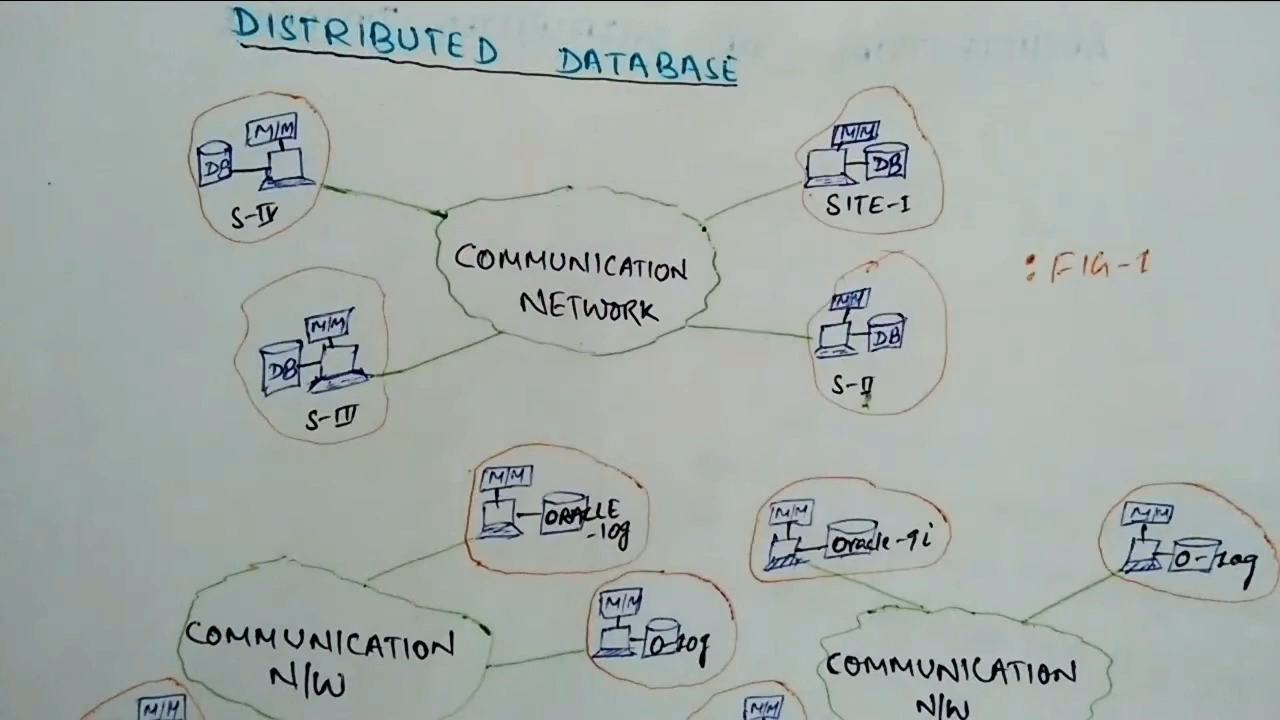 DISTRIBUTED DATABASE
M/M
DB
S-IV
M/M
DB
SITE-I
COMMUNICATION
NETWORK
: FIG-1
M/M
DB
S-III
M/M
DB
S-II
M/M
ORACLE
-10g
M/M
Oracle-9i
M/M
O-10g
M/M
O-10g
COMMUNICATION
N/W
COMMUNICATION
N/W
M/M
M/M